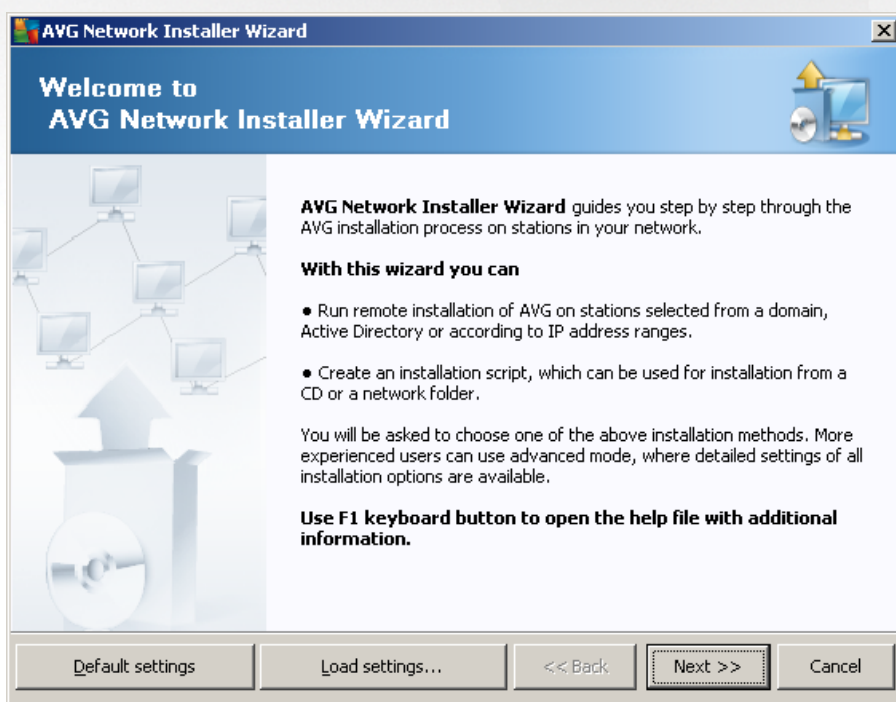 AVG Network Installer Wizard
Welcome to
AVG Network Installer Wizard
AVG Network Installer Wizard guides you step by step through the
AVG installation process on stations in your network.
With this wizard you can
● Run remote installation of AVG on stations selected from a domain,
Active Directory or according to IP address ranges.
● Create an installation script, which can be used for installation from a
CD or a network folder.
You will be asked to choose one of the above installation methods. More
experienced users can use advanced mode, where detailed settings of all
installation options are available.
Use F1 keyboard button to open the help file with additional
information.
Default settings
Load settings...
<< Back
Next >>
Cancel